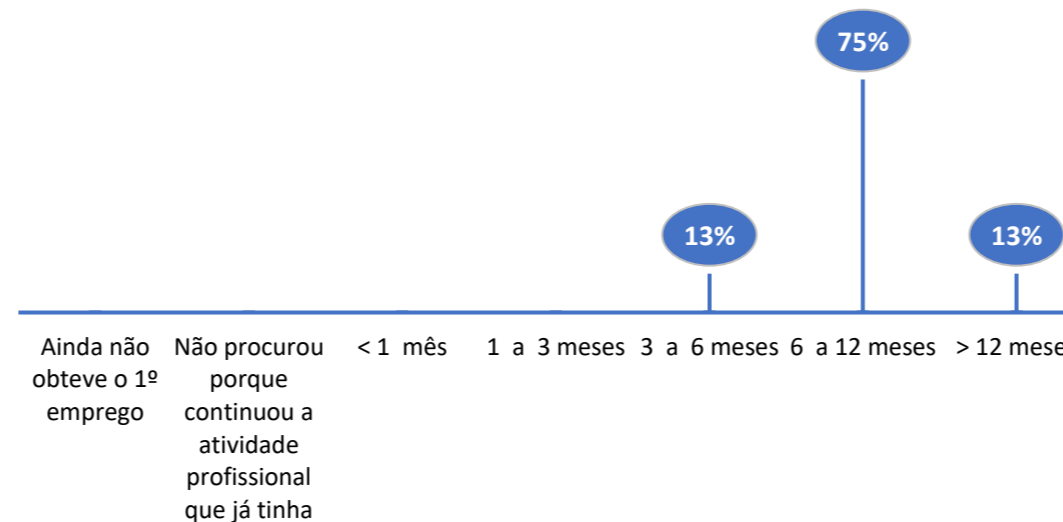 75%
13%
13%
Ainda não
obteve o 1º
emprego
Não procurou
porque
continuou a
atividade
profissional
que já tinha
< 1 mês
1 a 3 meses
3 a 6 meses
6 a 12 meses
> 12 mese